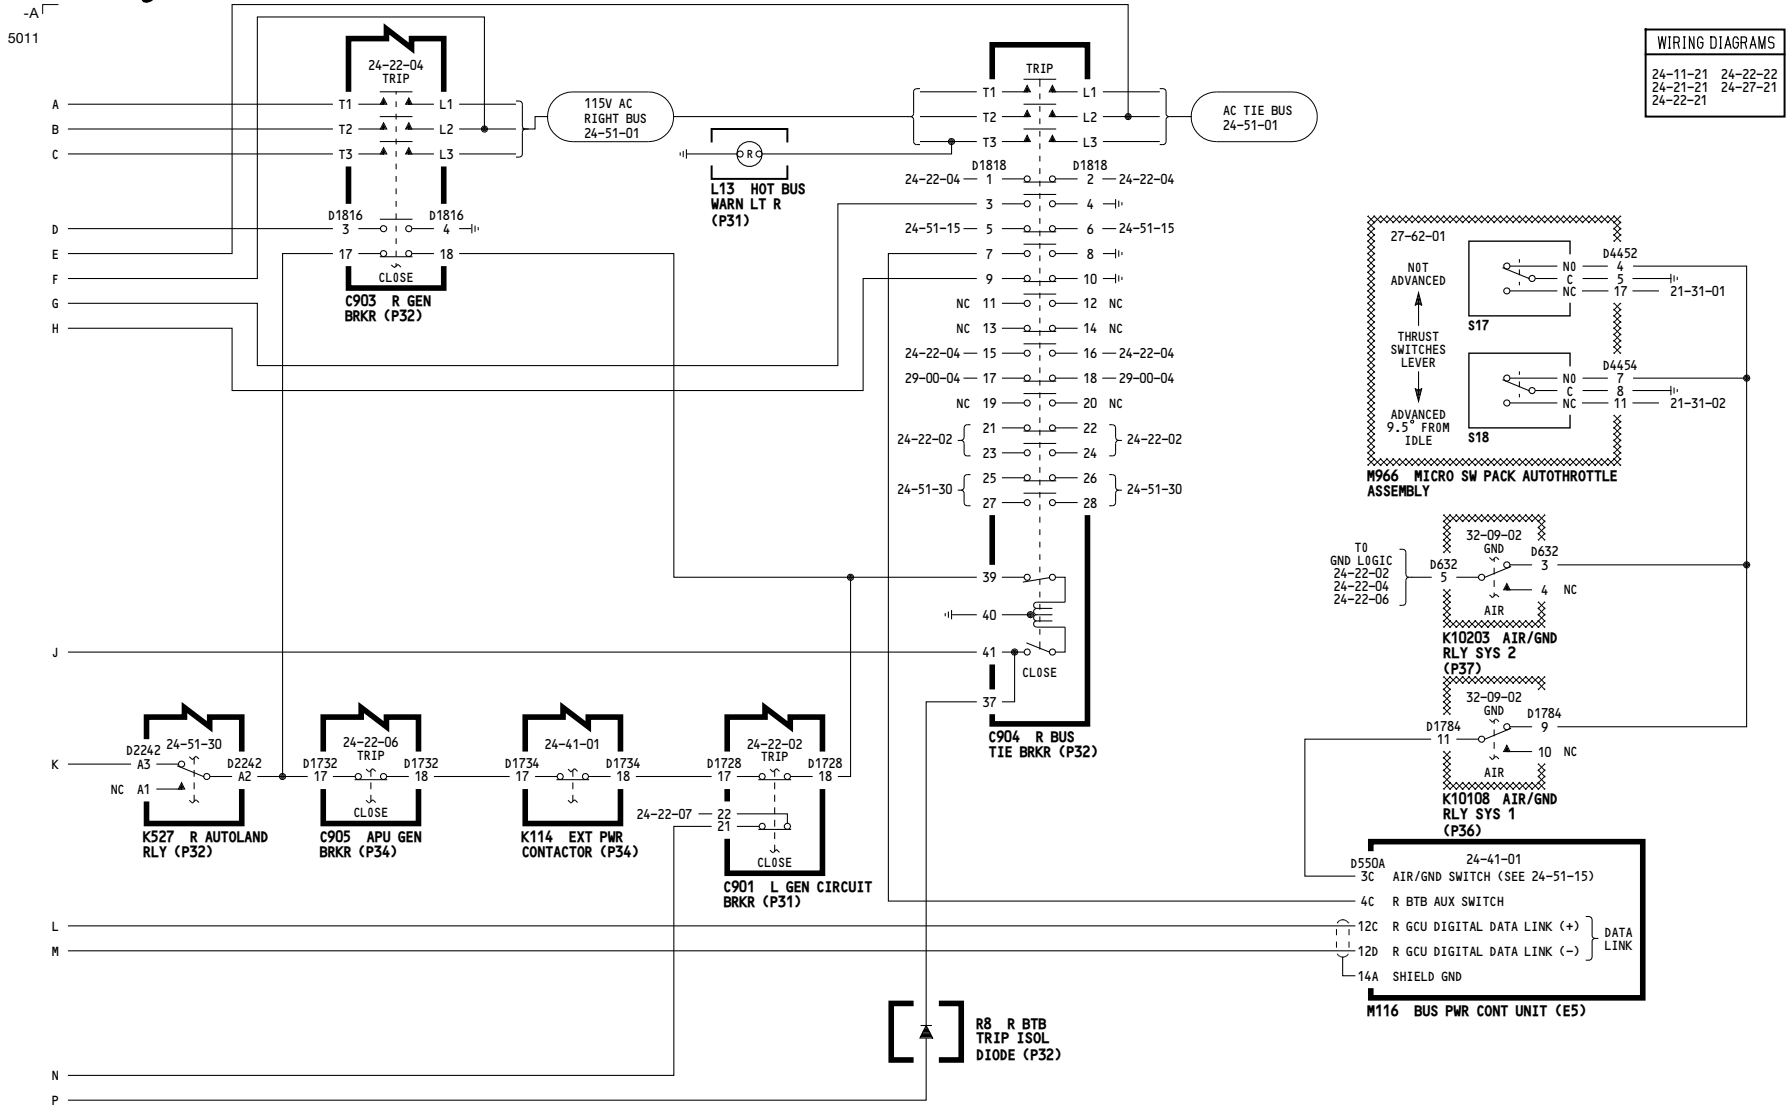 -A
5011
WIRING DIAGRAMS
24-11-21 24-22-22
24-21-21 24-27-21
24-22-21
24-22-04
TRIP
A T1 L1
B T2 L2
C T3 L3
D1816 D1816
D 3 4
E 17 18
CLOSE
F
G
H
C903 R GEN
BRKR (P32)
115V AC
RIGHT BUS
24-51-01
R
L13 HOT BUS
WARN LT R
(P31)
TRIP
T1 L1
T2 L2
T3 L3
AC TIE BUS
24-51-01
D1818 D1818
24-22-04 1 2 24-22-04
3 4
24-51-15 5 6 24-51-15
7 8
9 10
NC 11 12 NC
NC 13 14 NC
24-22-04 15 16 24-22-04
29-00-04 17 18 29-00-04
NC 19 20 NC
21 22
24-22-02 24-22-02
23 24
25 26
24-51-30 24-51-30
27 28
39
40
J 41
CLOSE
37
C904 R BUS
TIE BRKR (P32)
27-62-01
NOT
ADVANCED
THRUST
SWITCHES
LEVER
ADVANCED
9.5° FROM
IDLE
D4452
NO 4
C 5
NC 17 21-31-01
S17
D4454
NO 7
C 8
NC 11 21-31-02
S18
M966 MICRO SW PACK AUTOTHROTTLE
ASSEMBLY
TO
GND LOGIC
24-22-02
24-22-04
24-22-06
32-09-02
GND
D632 D632
5 3
4 NC
AIR
K10203 AIR/GND
RLY SYS 2
(P37)
32-09-02
GND
D1784 D1784
11 9
10 NC
AIR
K10108 AIR/GND
RLY SYS 1
(P36)
24-51-30
D2242 D2242
K A3 A2
NC A1
K527 R AUTOLAND
RLY (P32)
24-22-06
TRIP
D1732 D1732
17 18
CLOSE
C905 APU GEN
BRKR (P34)
24-41-01
D1734 D1734
17 18
K114 EXT PWR
CONTACTOR (P34)
24-22-02
TRIP
D1728 D1728
17 18
24-22-07 22
21
CLOSE
C901 L GEN CIRCUIT
BRKR (P31)
D550A 24-41-01
3C AIR/GND SWITCH (SEE 24-51-15)
4C R BTB AUX SWITCH
L 12C R GCU DIGITAL DATA LINK (+)
M 12D R GCU DIGITAL DATA LINK (-)
DATA
LINK
14A SHIELD GND
M116 BUS PWR CONT UNIT (E5)
R8 R BTB
TRIP ISOL
DIODE (P32)
N
P